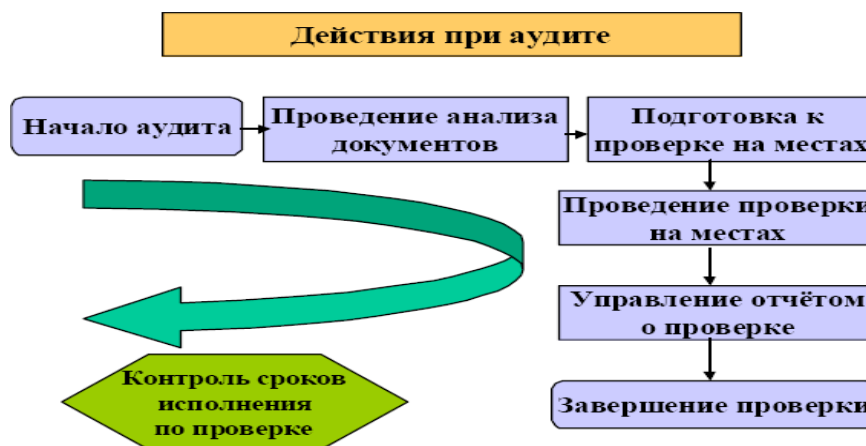 Действия при аудите
Начало аудита
Проведение анализа
документов
Подготовка к
проверке на местах
Проведение проверки
на местах
Управление отчётом
о проверке
Завершение проверки
Контроль сроков
исполнения
по проверке